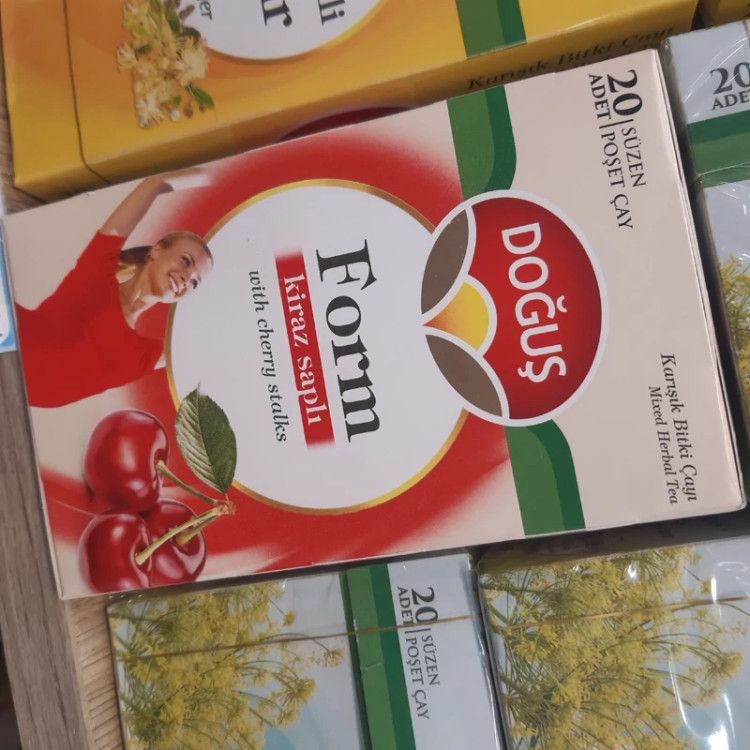 20
ADET
SÜZEN
POŞET ÇAY
DOĞUŞ
Form
kiraz saplı
with cherry stalks
Karışık Bitki Çayı
Mixed Herbal Tea
Karışık Bitki Çayı
20
ADET
SÜZEN
POŞET ÇAY
20